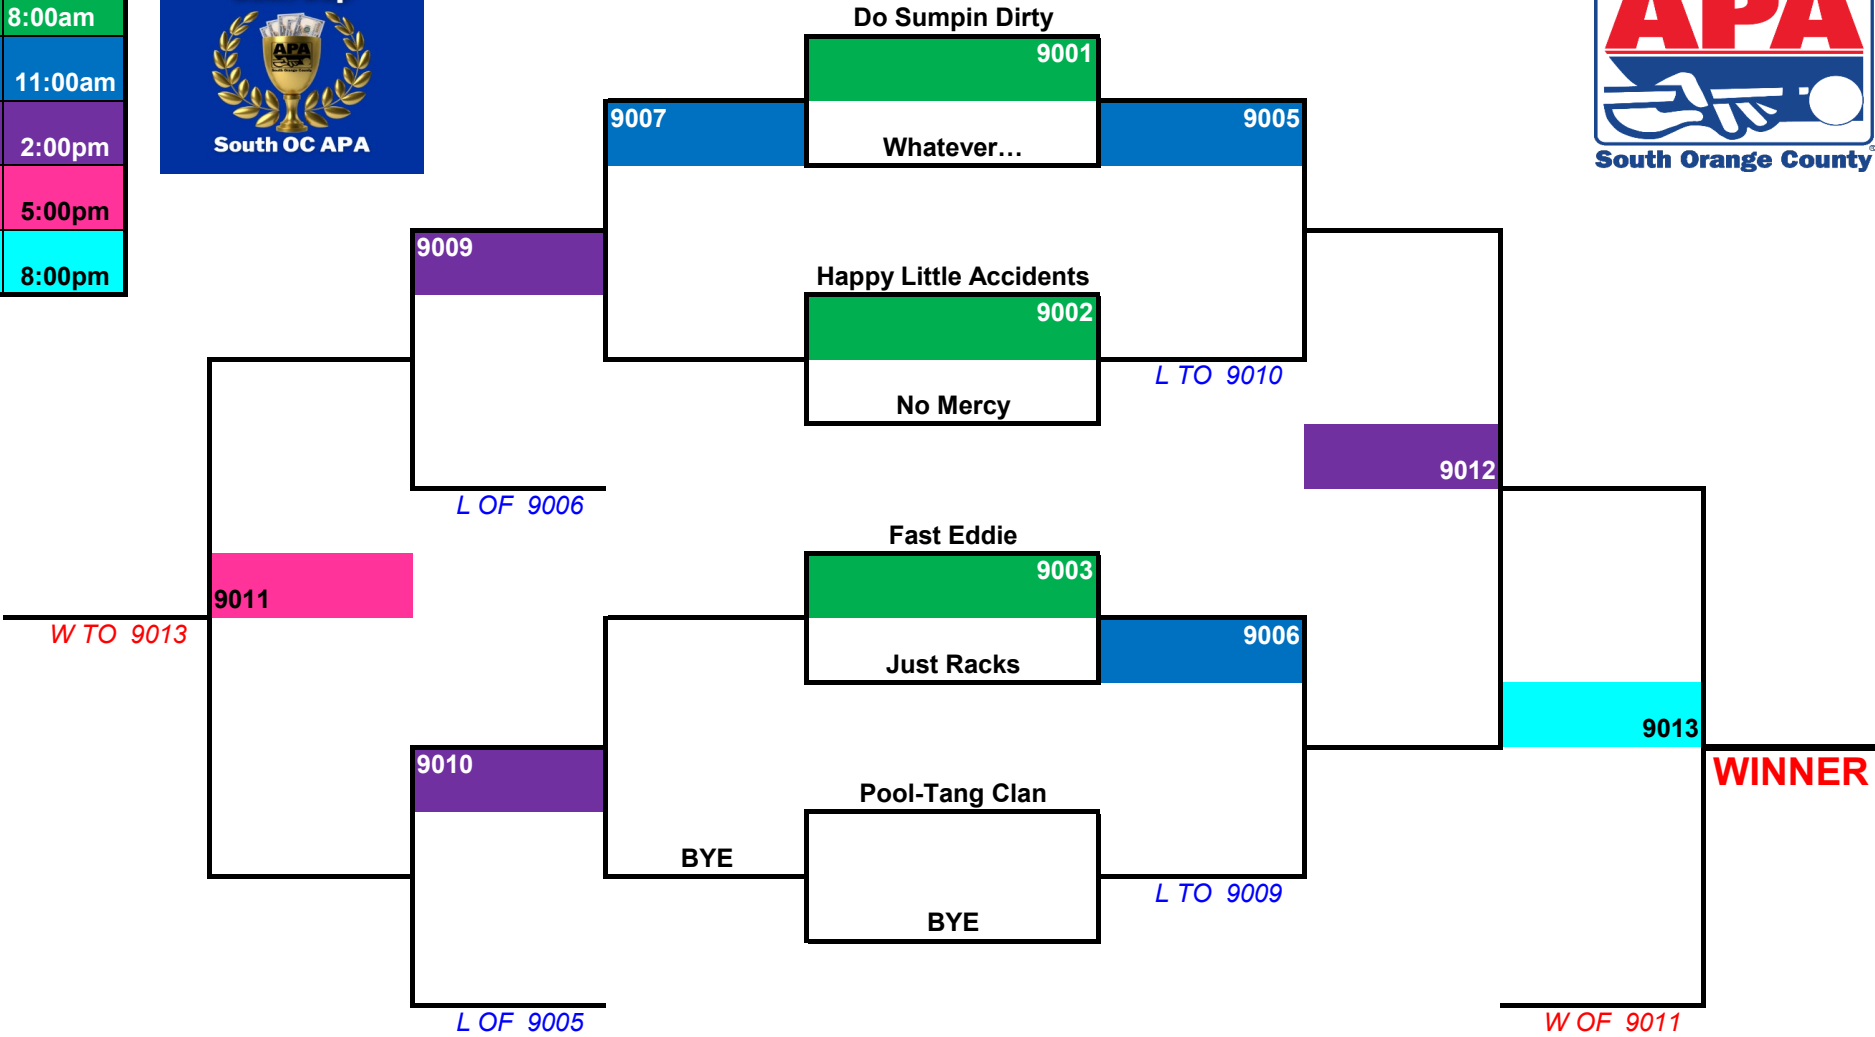 8:00am
11:00am
2:00pm
5:00pm
8:00pm
APA
South OC APA
Do Sumpin Dirty
9001
Whatever…
9007
9005
APA
South Orange County
9009
Happy Little Accidents
9002
No Mercy
L TO 9010
L OF 9006
9012
Fast Eddie
9003
Just Racks
9011
W TO 9013
9006
9013
WINNER
9010
Pool-Tang Clan
BYE
BYE
L TO 9009
L OF 9005
W OF 9011